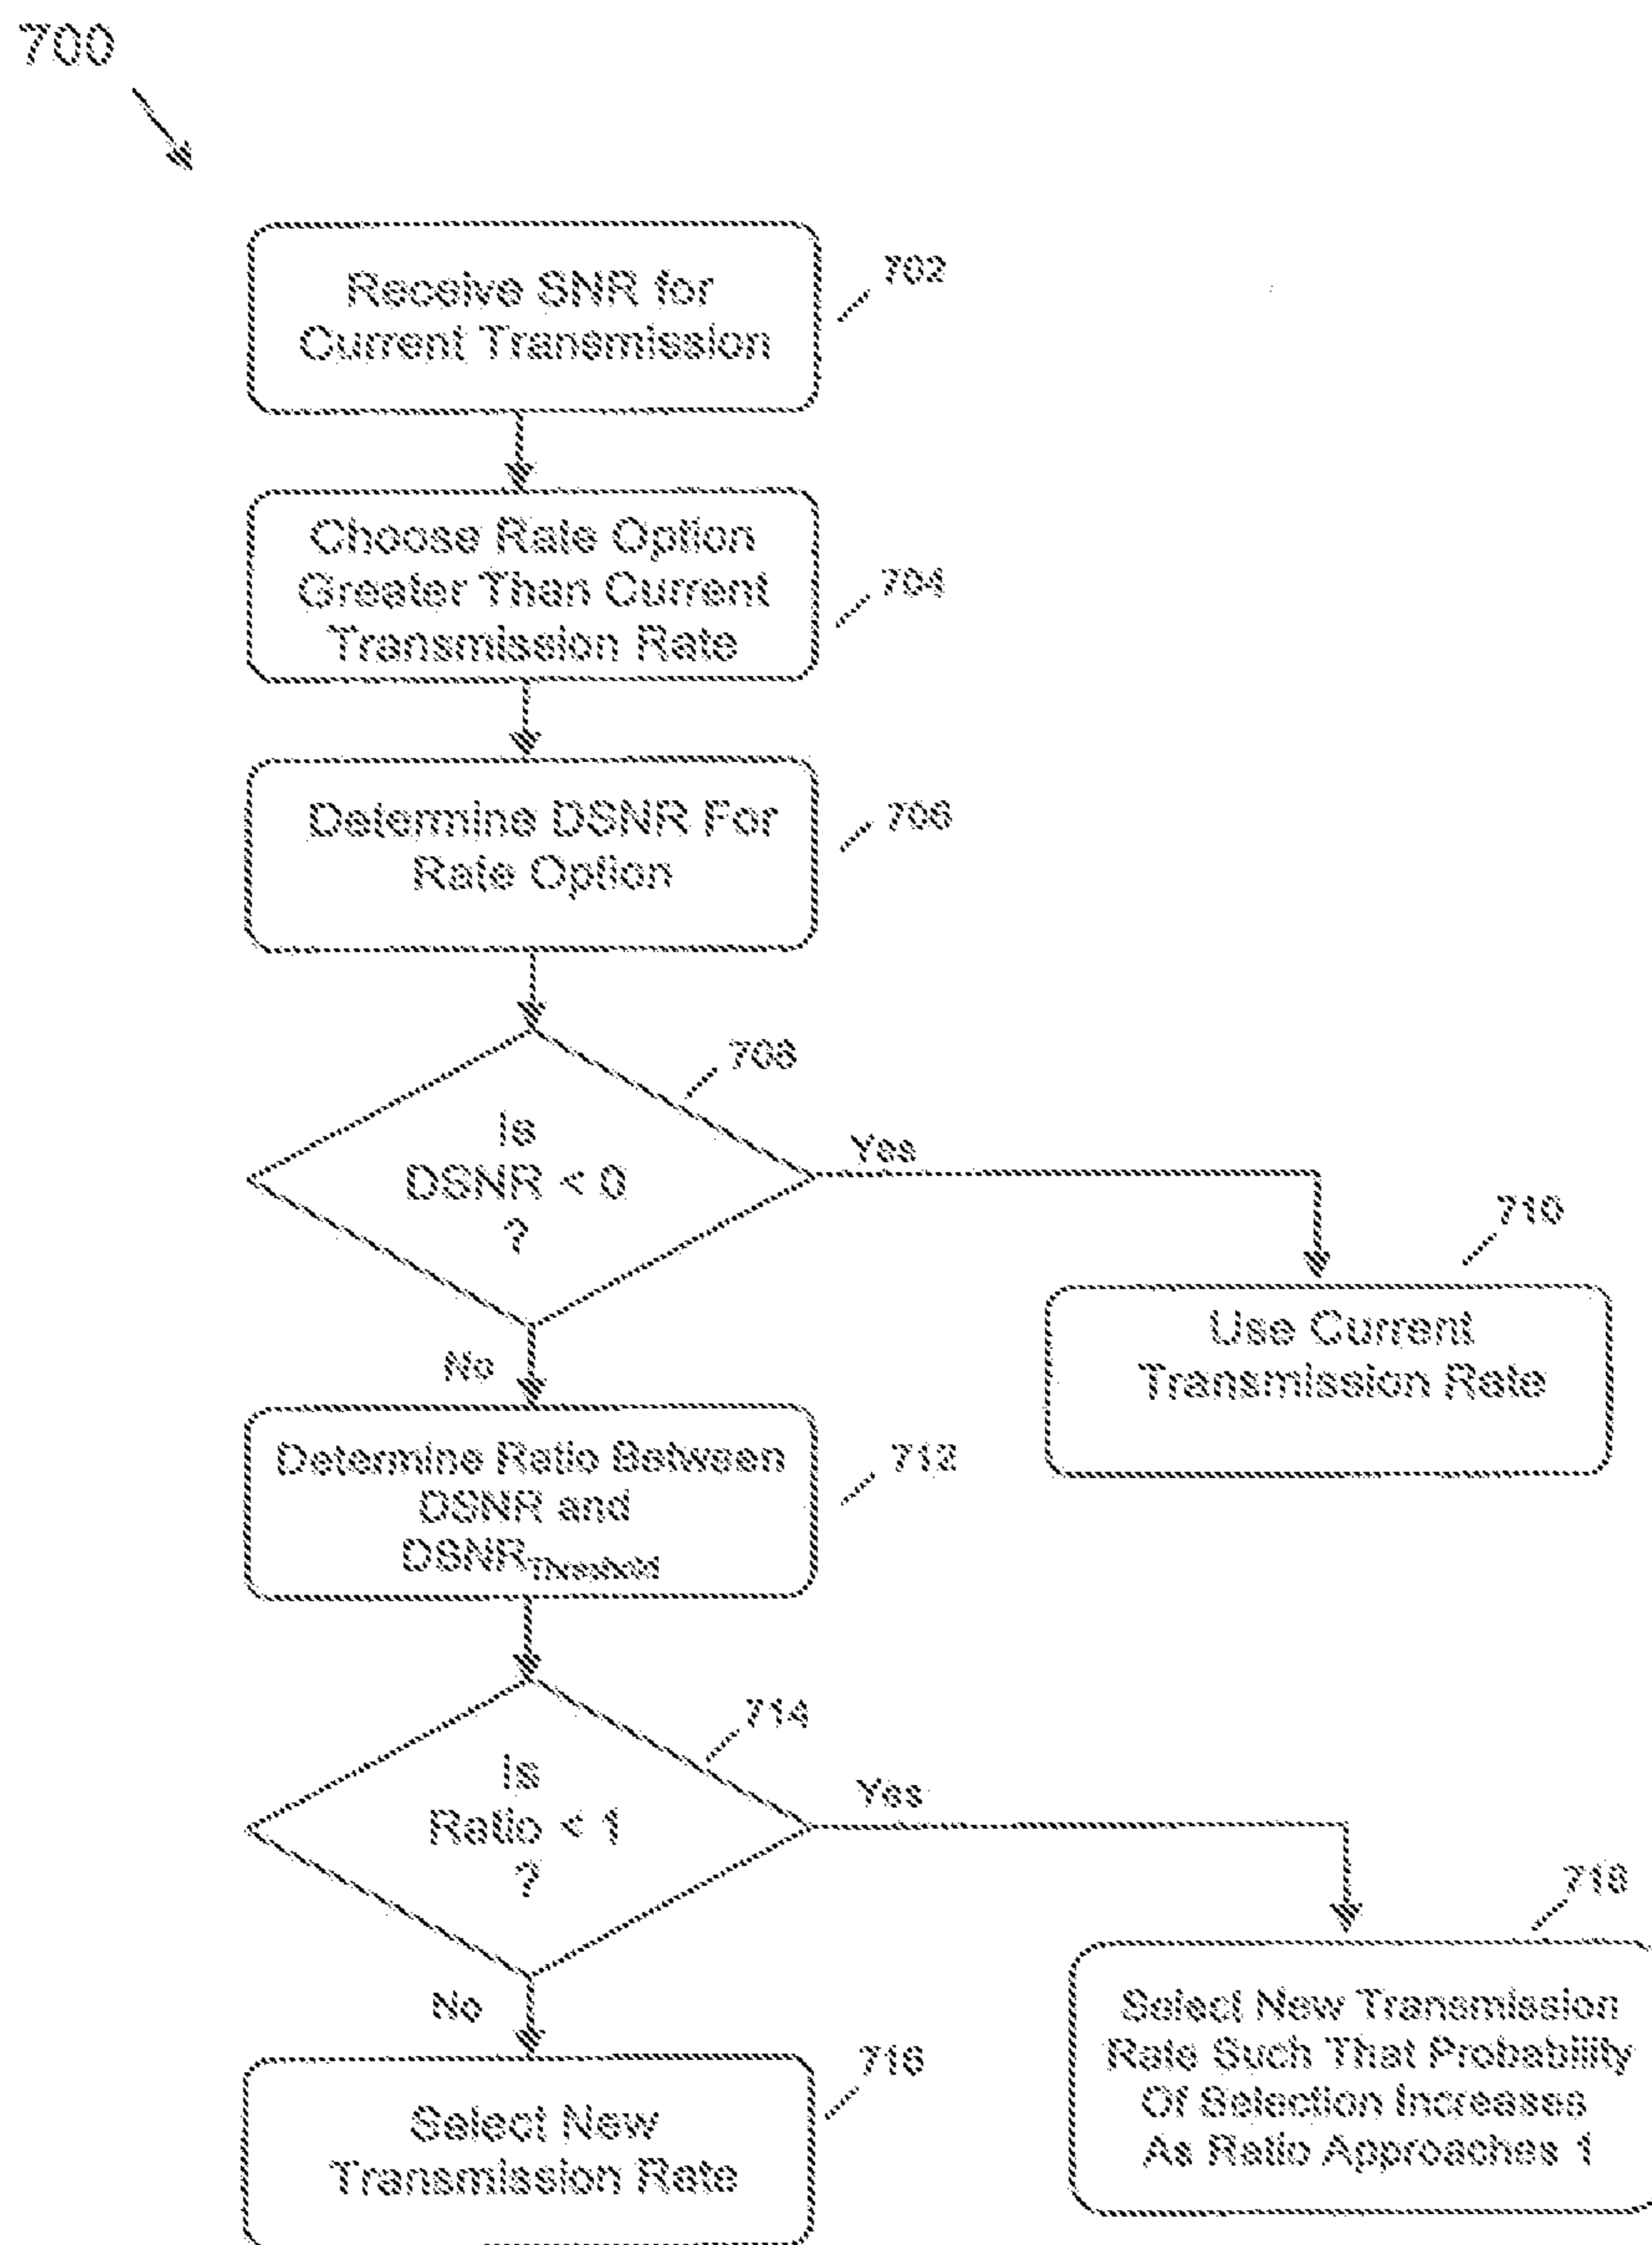 700
Receive SNR for
Current Transmission
702
Choose Rate Option
Greater Than Current
Transmission Rate
704
Determine DSNR For
Rate Option
706
Is
DSNR < 0
?
708
Yes
No
Use Current
Transmission Rate
710
Determine Ratio Between
DSNR and
DSNRThreshold
712
Is
Ratio < 1
?
714
Yes
No
Select New
Transmission Rate
716
Select New Transmission
Rate Such That Probability
Of Selection Increases
As Ratio Approaches 1
718